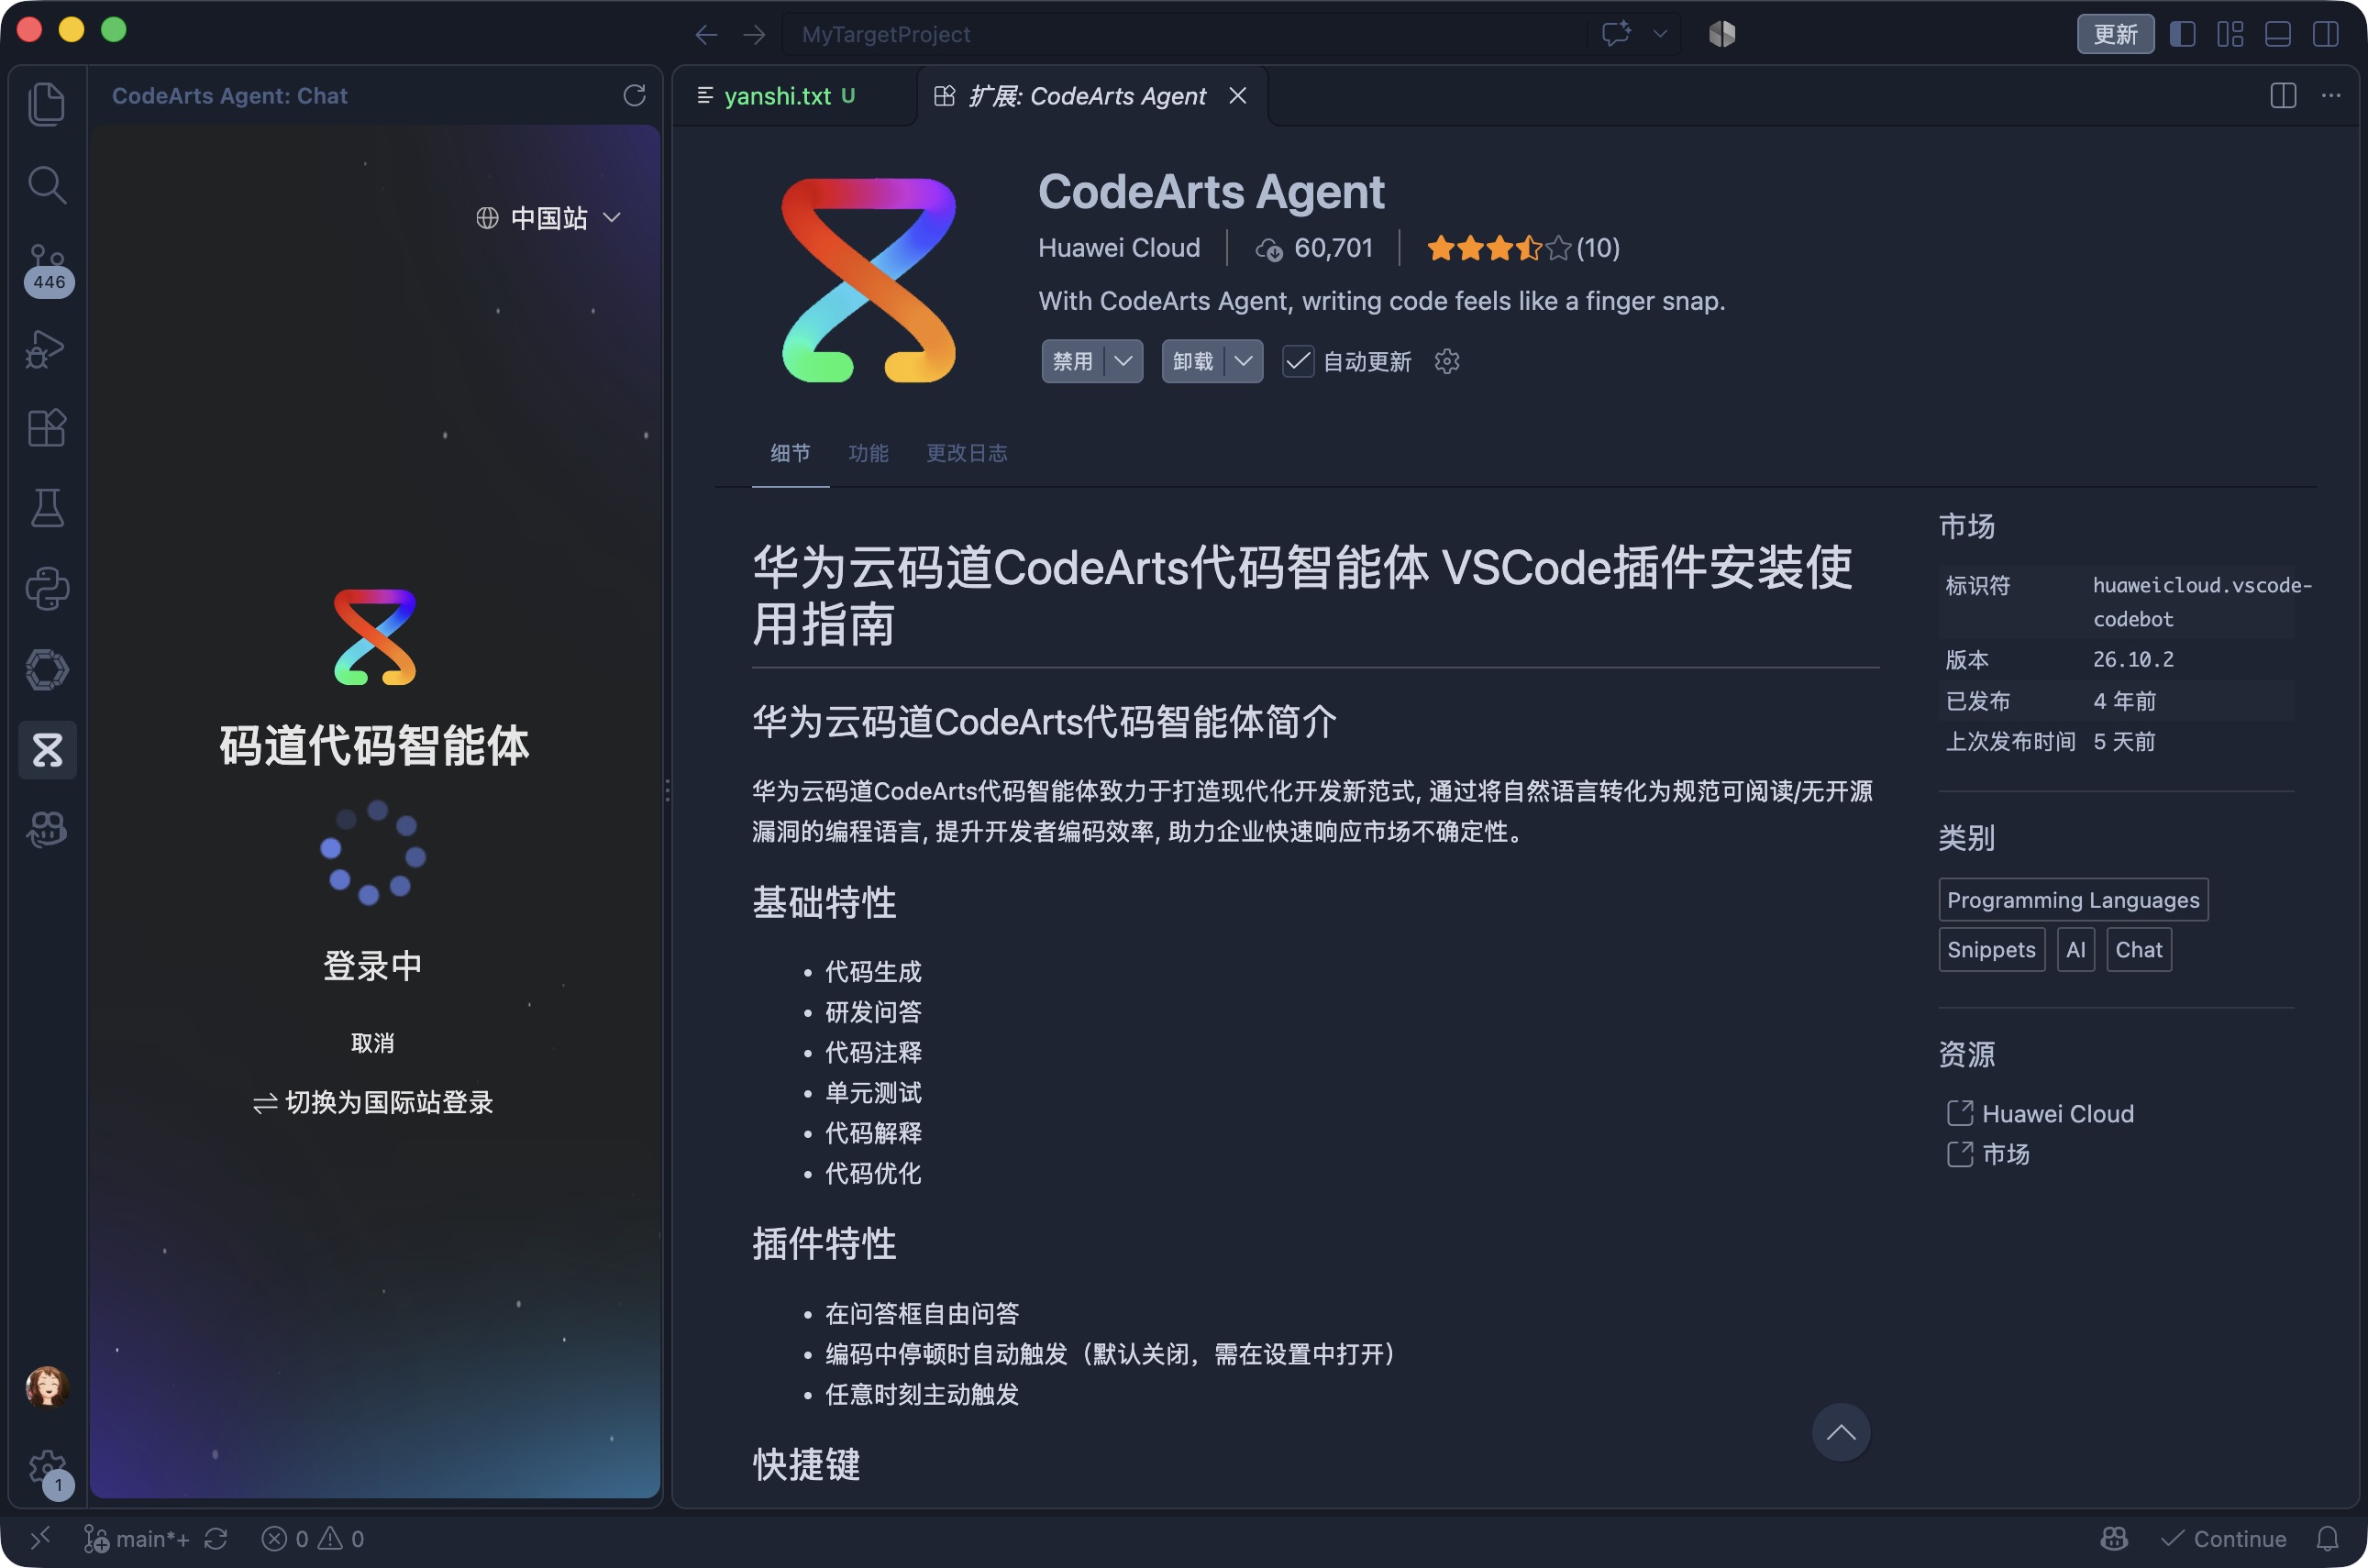 MyTargetProject
更新
CodeArts Agent: Chat
yanshi.txt U
扩展: CodeArts Agent
446
中国站
码道代码智能体
登录中
取消
切换为国际站登录
1
CodeArts Agent
Huawei Cloud 60,701 (10)
With CodeArts Agent, writing code feels like a finger snap.
禁用 卸载 自动更新
细节 功能 更改日志
华为云码道CodeArts代码智能体 VSCode插件安装使
用指南
华为云码道CodeArts代码智能体简介
华为云码道CodeArts代码智能体致力于打造现代化开发新范式, 通过将自然语言转化为规范可阅读/无开源
漏洞的编程语言, 提升开发者编码效率, 助力企业快速响应市场不确定性。
基础特性
• 代码生成
• 研发问答
• 代码注释
• 单元测试
• 代码解释
• 代码优化
插件特性
• 在问答框自由问答
• 编码中停顿时自动触发（默认关闭，需在设置中打开）
• 任意时刻主动触发
快捷键
市场
标识符 huaweicloud.vscode-
codebot
版本 26.10.2
已发布 4 年前
上次发布时间 5 天前
类别
Programming Languages
Snippets AI Chat
资源
Huawei Cloud
市场
main*+ 0 0
Continue